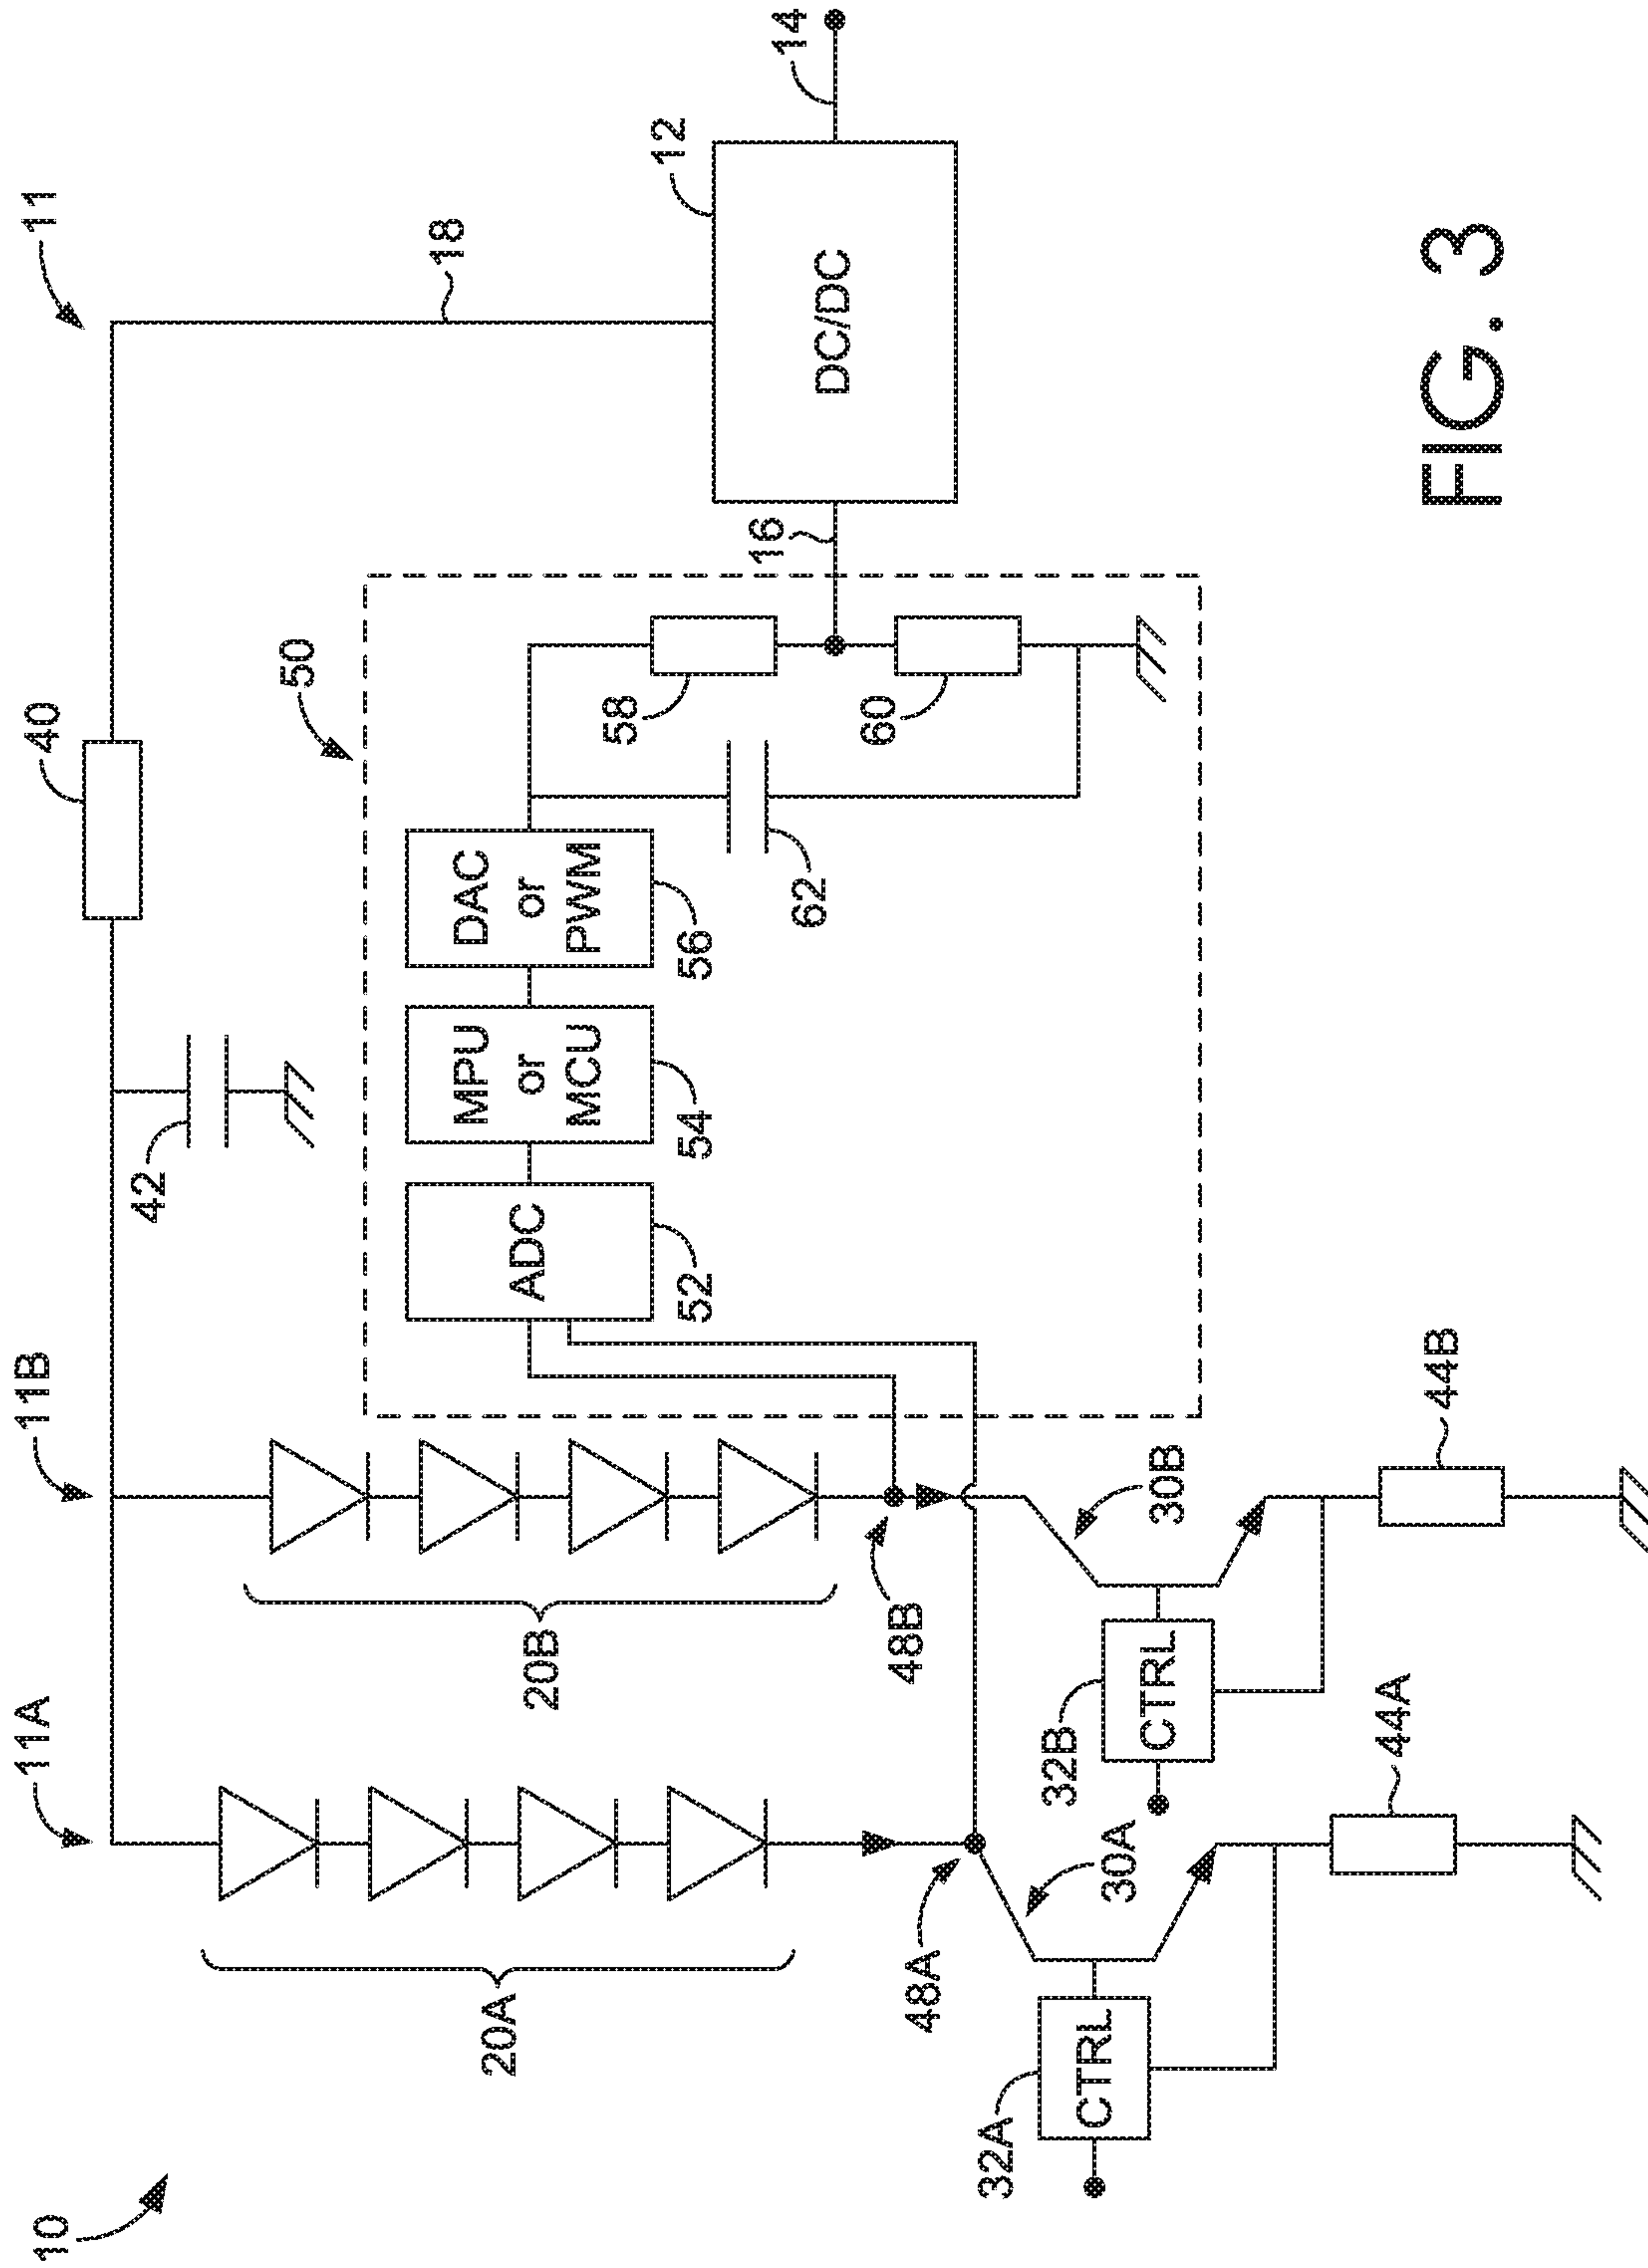 10
11A
11B
40
11
42
50
18
12
14
20A
20B
ADC
52
MPU
or
MCU
54
DAC
or
PWM
56
58
62
60
16
DC/DC
48A
48B
32A
CTRL
30A
32B
CTRL
30B
44A
44B
FIG. 3